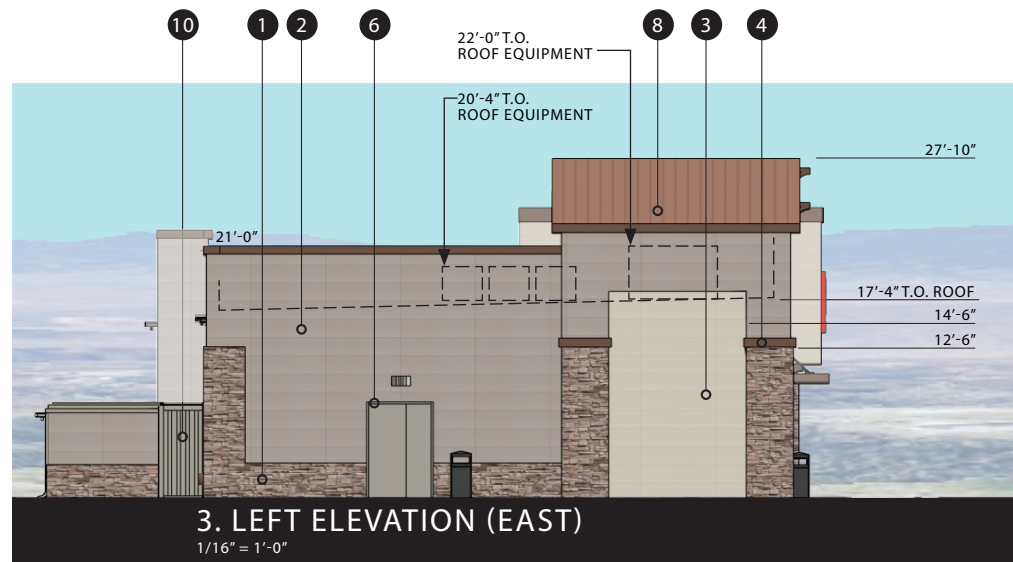 10
1
2
6
8
3
4
22’-0” T.O.
ROOF EQUIPMENT
20’-4” T.O.
ROOF EQUIPMENT
27’-10”
21’-0”
17’-4” T.O. ROOF
14’-6”
12’-6”
3. LEFT ELEVATION (EAST)
1/16” = 1’-0”